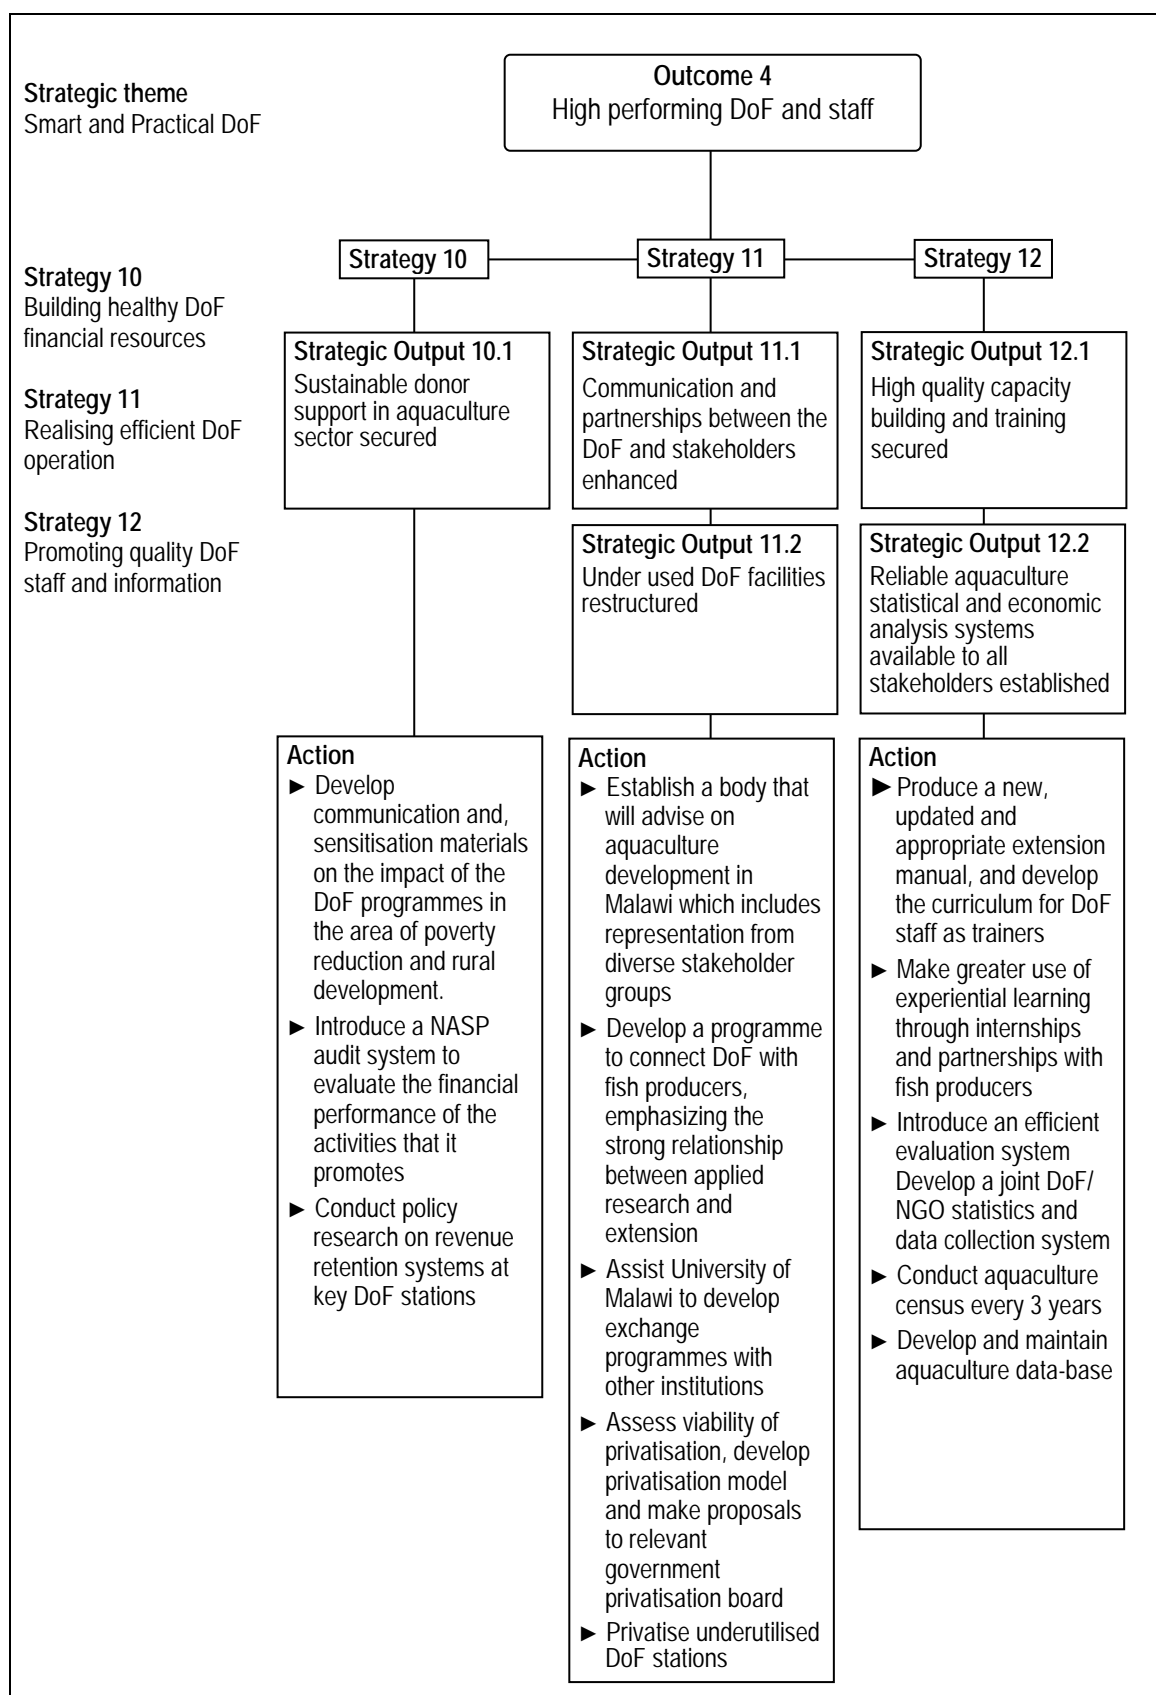 Strategic theme
Smart and Practical DoF
Outcome 4
High performing DoF and staff
Strategy 10
Building healthy DoF
financial resources
Strategy 11
Realising efficient DoF
operation
Strategy 12
Promoting quality DoF
staff and information
Strategy 10
Strategy 11
Strategy 12
Strategic Output 10.1
Sustainable donor
support in aquaculture
sector secured
Strategic Output 11.1
Communication and
partnerships between the
DoF and stakeholders
enhanced
Strategic Output 12.1
High quality capacity
building and training
secured
Strategic Output 11.2
Under used DoF facilities
restructured
Strategic Output 12.2
Reliable aquaculture
statistical and economic
analysis systems
available to all
stakeholders established
Action
► Develop
communication and,
sensitisation materials
on the impact of the
DoF programmes in
the area of poverty
reduction and rural
development.
► Introduce a NASP
audit system to
evaluate the financial
performance of the
activities that it
promotes
► Conduct policy
research on revenue
retention systems at
key DoF stations
Action
► Establish a body that
will advise on
aquaculture
development in
Malawi which includes
representation from
diverse stakeholder
groups
► Develop a programme
to connect DoF with
fish producers,
emphasizing the
strong relationship
between applied
research and
extension
► Assist University of
Malawi to develop
exchange
programmes with
other institutions
► Assess viability of
privatisation, develop
privatisation model
and make proposals
to relevant
government
privatisation board
► Privatise underutilised
DoF stations
Action
► Produce a new,
updated and
appropriate extension
manual, and develop
the curriculum for DoF
staff as trainers
► Make greater use of
experiential learning
through internships
and partnerships with
fish producers
► Introduce an efficient
evaluation system
Develop a joint DoF/
NGO statistics and
data collection system
► Conduct aquaculture
census every 3 years
► Develop and maintain
aquaculture data-base